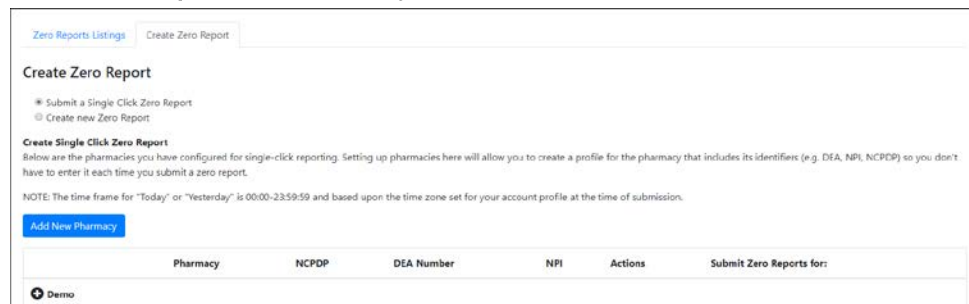 Zero Reports Listings Create Zero Report
Create Zero Report
Submit a Single Click Zero Report
Create new Zero Report
Create Single Click Zero Report
Below are the pharmacies you have configured for single-click reporting. Setting up pharmacies here will allow you to create a profile for the pharmacy that includes its identifiers (e.g. DEA, NPI, NCPDP) so you don't
have to enter it each time you submit a zero report.
NOTE: The time frame for "Today" or "Yesterday" is 00:00-23:59:59 and based upon the time zone set for your account profile at the time of submission.
Add New Pharmacy
Pharmacy NCPDP DEA Number NPI Actions Submit Zero Reports for:
Demo